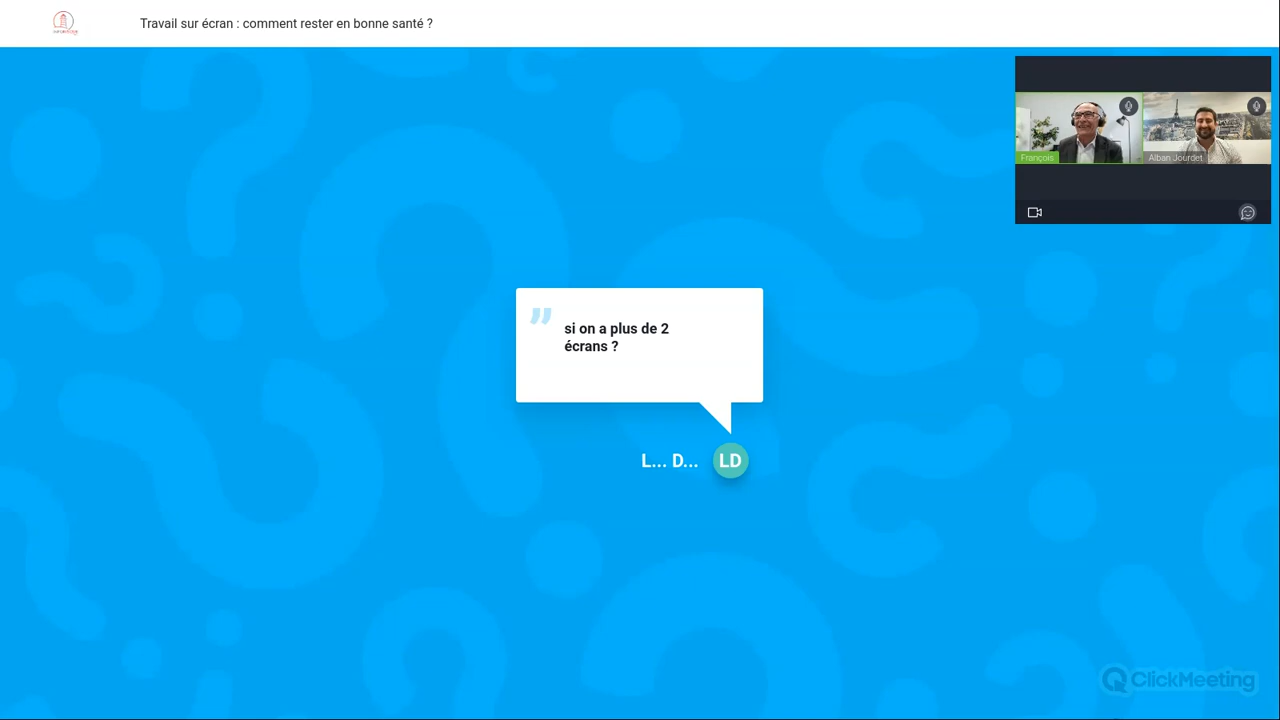 Travail sur écran : comment rester en bonne santé ?
François
Alban Jourdet
si on a plus de 2
écrans ?
L... D...
LD
ClickMeeting